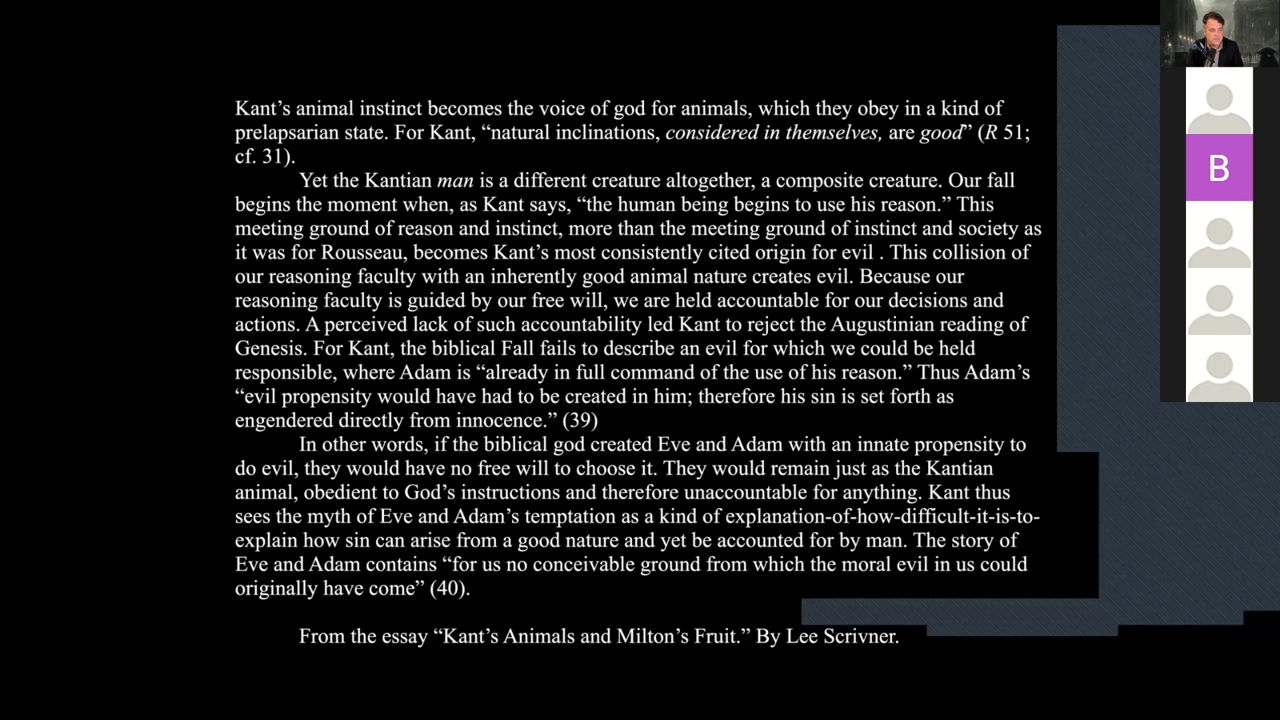 Kant’s animal instinct becomes the voice of god for animals, which they obey in a kind of
prelapsarian state. For Kant, “natural inclinations, considered in themselves, are good” (R 51;
cf. 31).
Yet the Kantian man is a different creature altogether, a composite creature. Our fall
begins the moment when, as Kant says, “the human being begins to use his reason.” This
meeting ground of reason and instinct, more than the meeting ground of instinct and society as
it was for Rousseau, becomes Kant’s most consistently cited origin for evil . This collision of
our reasoning faculty with an inherently good animal nature creates evil. Because our
reasoning faculty is guided by our free will, we are held accountable for our decisions and
actions. A perceived lack of such accountability led Kant to reject the Augustinian reading of
Genesis. For Kant, the biblical Fall fails to describe an evil for which we could be held
responsible, where Adam is “already in full command of the use of his reason.” Thus Adam’s
“evil propensity would have had to be created in him; therefore his sin is set forth as
engendered directly from innocence.” (39)
In other words, if the biblical god created Eve and Adam with an innate propensity to
do evil, they would have no free will to choose it. They would remain just as the Kantian
animal, obedient to God’s instructions and therefore unaccountable for anything. Kant thus
sees the myth of Eve and Adam’s temptation as a kind of explanation-of-how-difficult-it-is-to-
explain how sin can arise from a good nature and yet be accounted for by man. The story of
Eve and Adam contains “for us no conceivable ground from which the moral evil in us could
originally have come” (40).
From the essay “Kant’s Animals and Milton’s Fruit.” By Lee Scrivner.
B